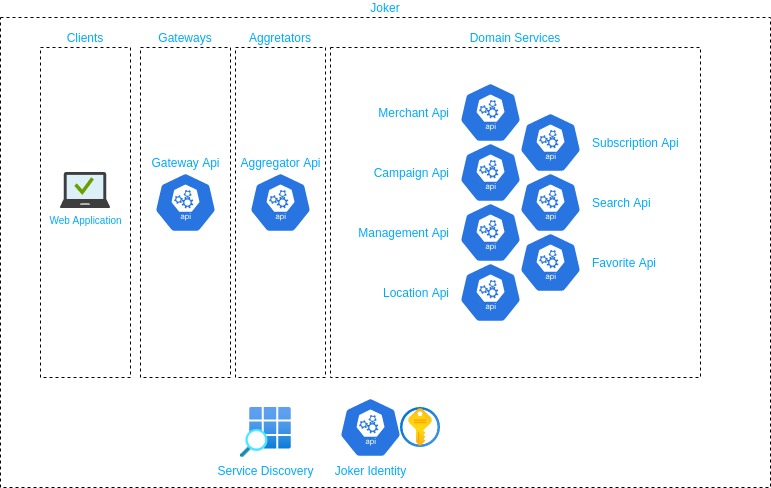 Joker
Clients
Gateways
Aggretators
Domain Services
Merchant Api
api
Subscription Api
api
Gateway Api
Aggregator Api
Campaign Api
api
Search Api
api
api
api
Web Application
Management Api
api
Favorite Api
api
Location Api
api
api
Service Discovery
Joker Identity